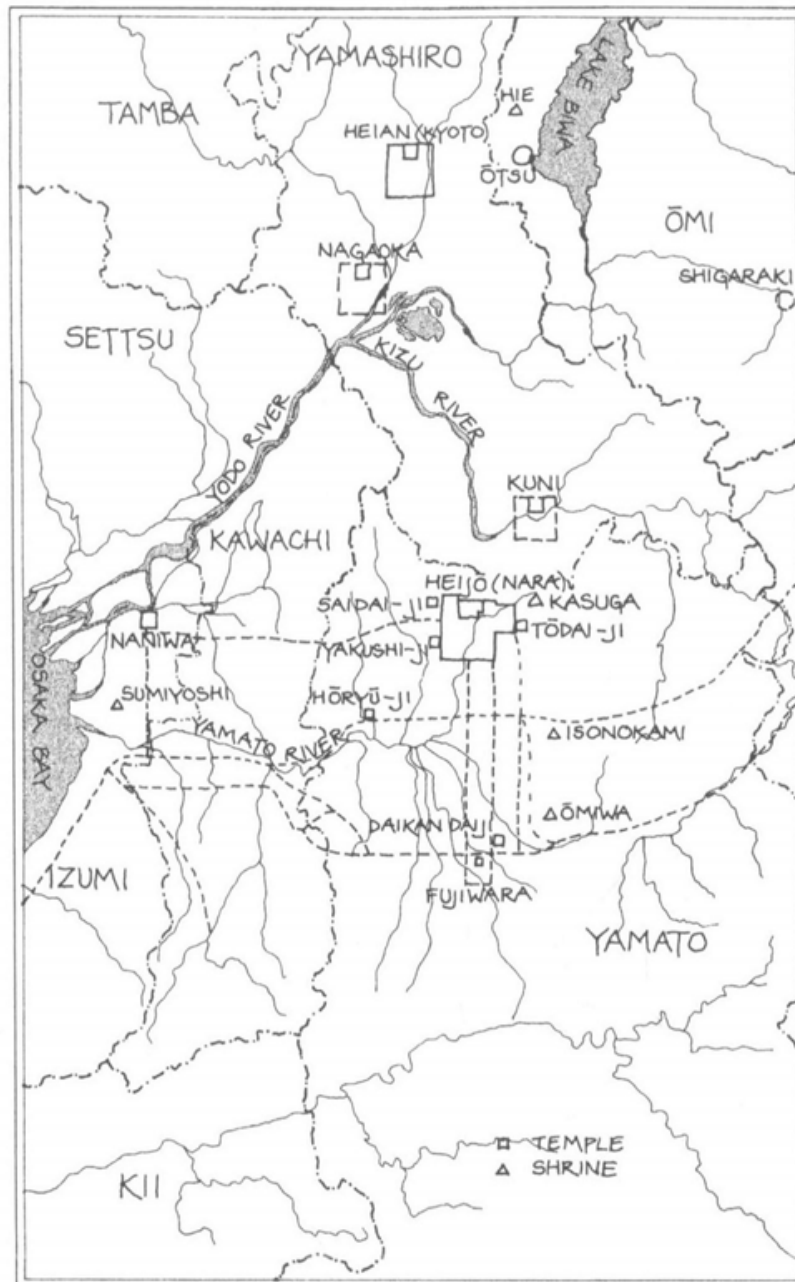 YAMASHIRO
TAMBA
HIE
LAKE BIWA
HEIAN (KYOTO)
ŌTSU
ŌMI
NAGAOKA
SHIGARAKI
SETTSU
KIZU RIVER
YODO RIVER
KUNI
KAWACHI
HEIJŌ (NARA)
SAIDAI-JI
KASUGA
NANIWA
YAKUSHI-JI
TŌDAI-JI
OSAKA BAY
SUMIYOSHI
HŌRYŪ-JI
YAMATO RIVER
ISONOKAMI
ŌMIWA
DAIKAN DAIJI
IZUMI
FUJIWARA
YAMATO
TEMPLE
SHRINE
KII